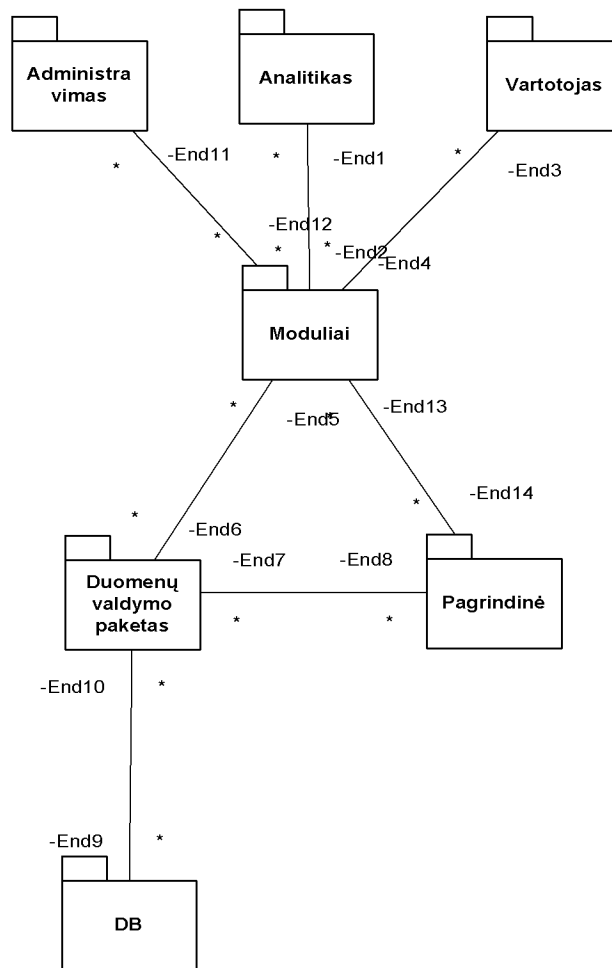 Administra
vimas
Analitikas
Vartotojas
-End11
-End1
-End3
*
*
*
-End12
*
*
*
-End2
-End4
Moduliai
*
-End5
*
-End13
*
-End6
*
-End14
-End7
-End8
Duomenų
valdymo
paketas
Pagrindinė
*
*
-End10
*
-End9
*
DB